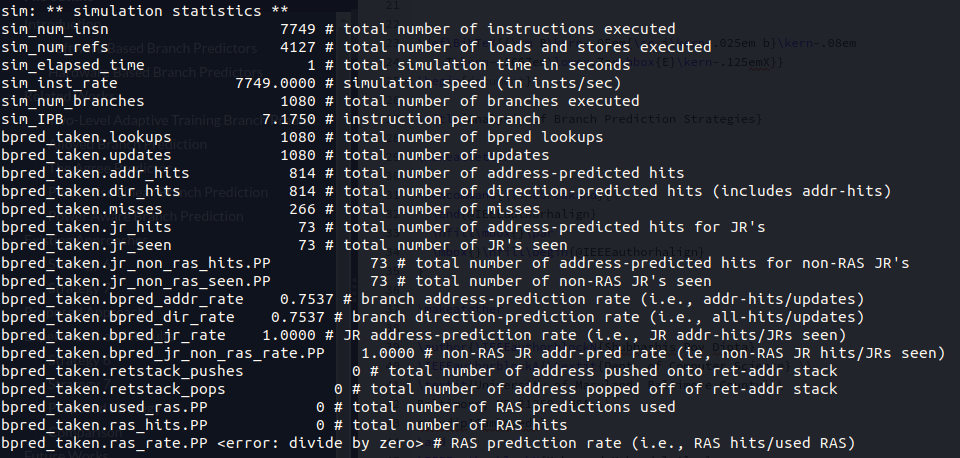 sim: ** simulation statistics **
sim_num_insn 7749 # total number of instructions executed
sim_num_refs 4127 # total number of loads and stores executed
sim_elapsed_time 1 # total simulation time in seconds
sim_inst_rate 7749.0000 # simulation speed (in insts/sec)
sim_num_branches 1080 # total number of branches executed
sim_IPB 7.1750 # instruction per branch
bpred_taken.lookups 1080 # total number of bpred lookups
bpred_taken.updates 1080 # total number of updates
bpred_taken.addr_hits 814 # total number of address-predicted hits
bpred_taken.dir_hits 814 # total number of direction-predicted hits (includes addr-hits)
bpred_taken.misses 266 # total number of misses
bpred_taken.jr_hits 73 # total number of address-predicted hits for JR's
bpred_taken.jr_seen 73 # total number of JR's seen
bpred_taken.jr_non_ras_hits.PP 73 # total number of address-predicted hits for non-RAS JR's
bpred_taken.jr_non_ras_seen.PP 73 # total number of non-RAS JR's seen
bpred_taken.bpred_addr_rate 0.7537 # branch address-prediction rate (i.e., addr-hits/updates)
bpred_taken.bpred_dir_rate 0.7537 # branch direction-prediction rate (i.e., all-hits/updates)
bpred_taken.bpred_jr_rate 1.0000 # JR address-prediction rate (i.e., JR addr-hits/JRs seen)
bpred_taken.bpred_jr_non_ras_rate.PP 1.0000 # non-RAS JR addr-pred rate (ie, non-RAS JR hits/JRs seen)
bpred_taken.retstack_pushes 0 # total number of address pushed onto ret-addr stack
bpred_taken.retstack_pops 0 # total number of address popped off of ret-addr stack
bpred_taken.used_ras.PP 0 # total number of RAS predictions used
bpred_taken.ras_hits.PP 0 # total number of RAS hits
bpred_taken.ras_rate.PP <error: divide by zero> # RAS prediction rate (i.e., RAS hits/used RAS)